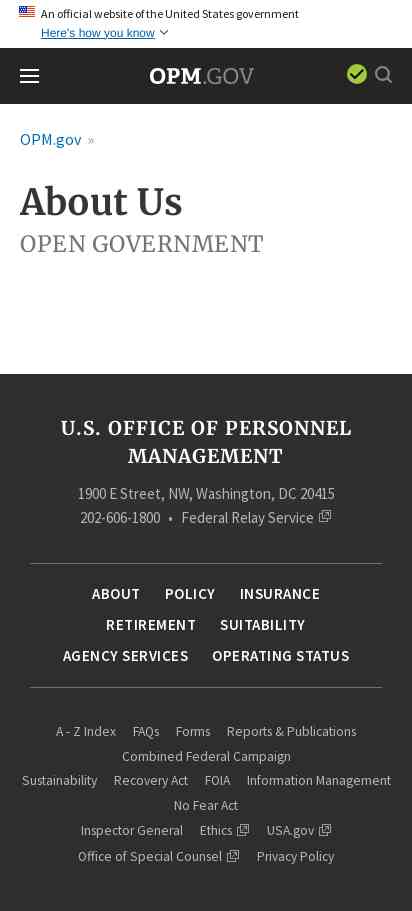 An official website of the United States government
Here's how you know
OPM.GOV
OPM.gov »
About Us
OPEN GOVERNMENT
U.S. OFFICE OF PERSONNEL
MANAGEMENT
1900 E Street, NW, Washington, DC 20415
202-606-1800 • Federal Relay Service
ABOUT POLICY INSURANCE
RETIREMENT SUITABILITY
AGENCY SERVICES OPERATING STATUS
A - Z Index FAQs Forms Reports & Publications
Combined Federal Campaign
Sustainability Recovery Act FOIA Information Management
No Fear Act
Inspector General Ethics USA.gov
Office of Special Counsel Privacy Policy